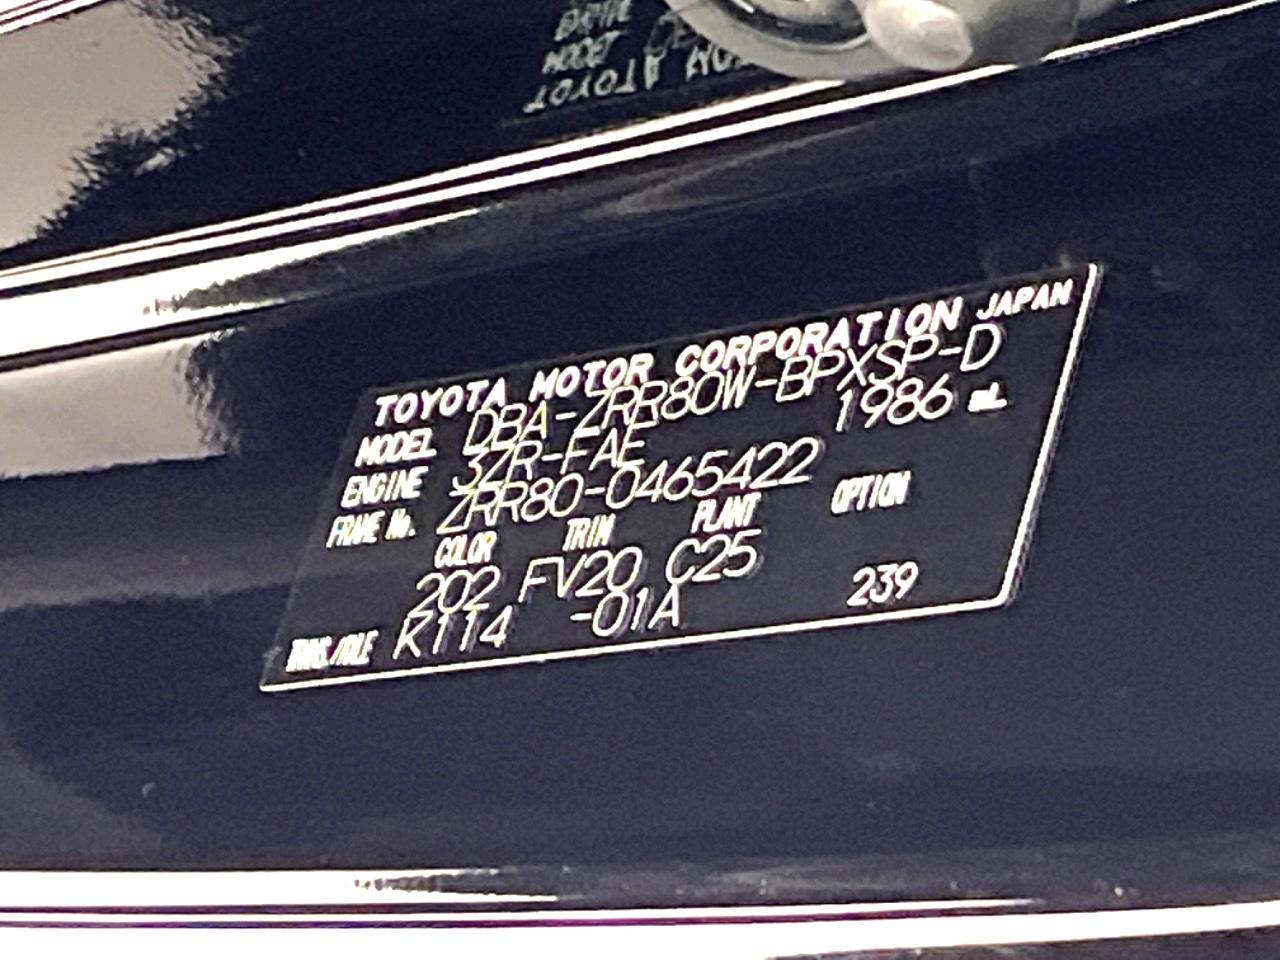 TOYOTA MOTOR CORPORATION JAPAN
MODEL DBA-ZRR80W-BPXSP-D
ENGINE 3ZR-FAE 1986 mL
FRAME No. ZRR80-0465422
COLOR TRIM PLANT OPTION
202 FV20 C25
TRANS./AXLE K114 -01A 239